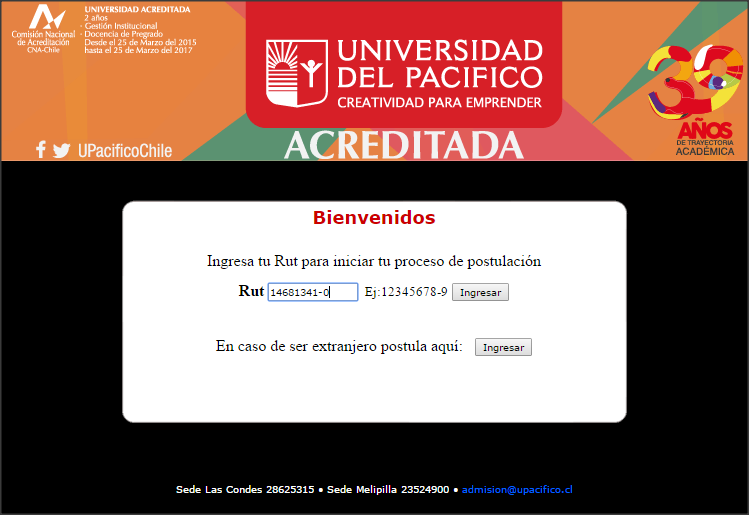 UNIVERSIDAD ACREDITADA
2 años
- Gestión Institucional
- Docencia de Pregrado
Desde el 25 de Marzo del 2015
hasta el 25 de Marzo del 2017
Comisión Nacional
de Acreditación
CNA-Chile
UPacificoChile
UNIVERSIDAD
DEL PACIFICO
CREATIVIDAD PARA EMPRENDER
ACREDITADA
39
AÑOS
DE TRAYECTORIA
ACADÉMICA
Bienvenidos
Ingresa tu Rut para iniciar tu proceso de postulación
Rut 14681341-0 Ej:12345678-9 Ingresar
En caso de ser extranjero postula aquí: Ingresar
Sede Las Condes 28625315 • Sede Melipilla 23524900 • admision@upacifico.cl